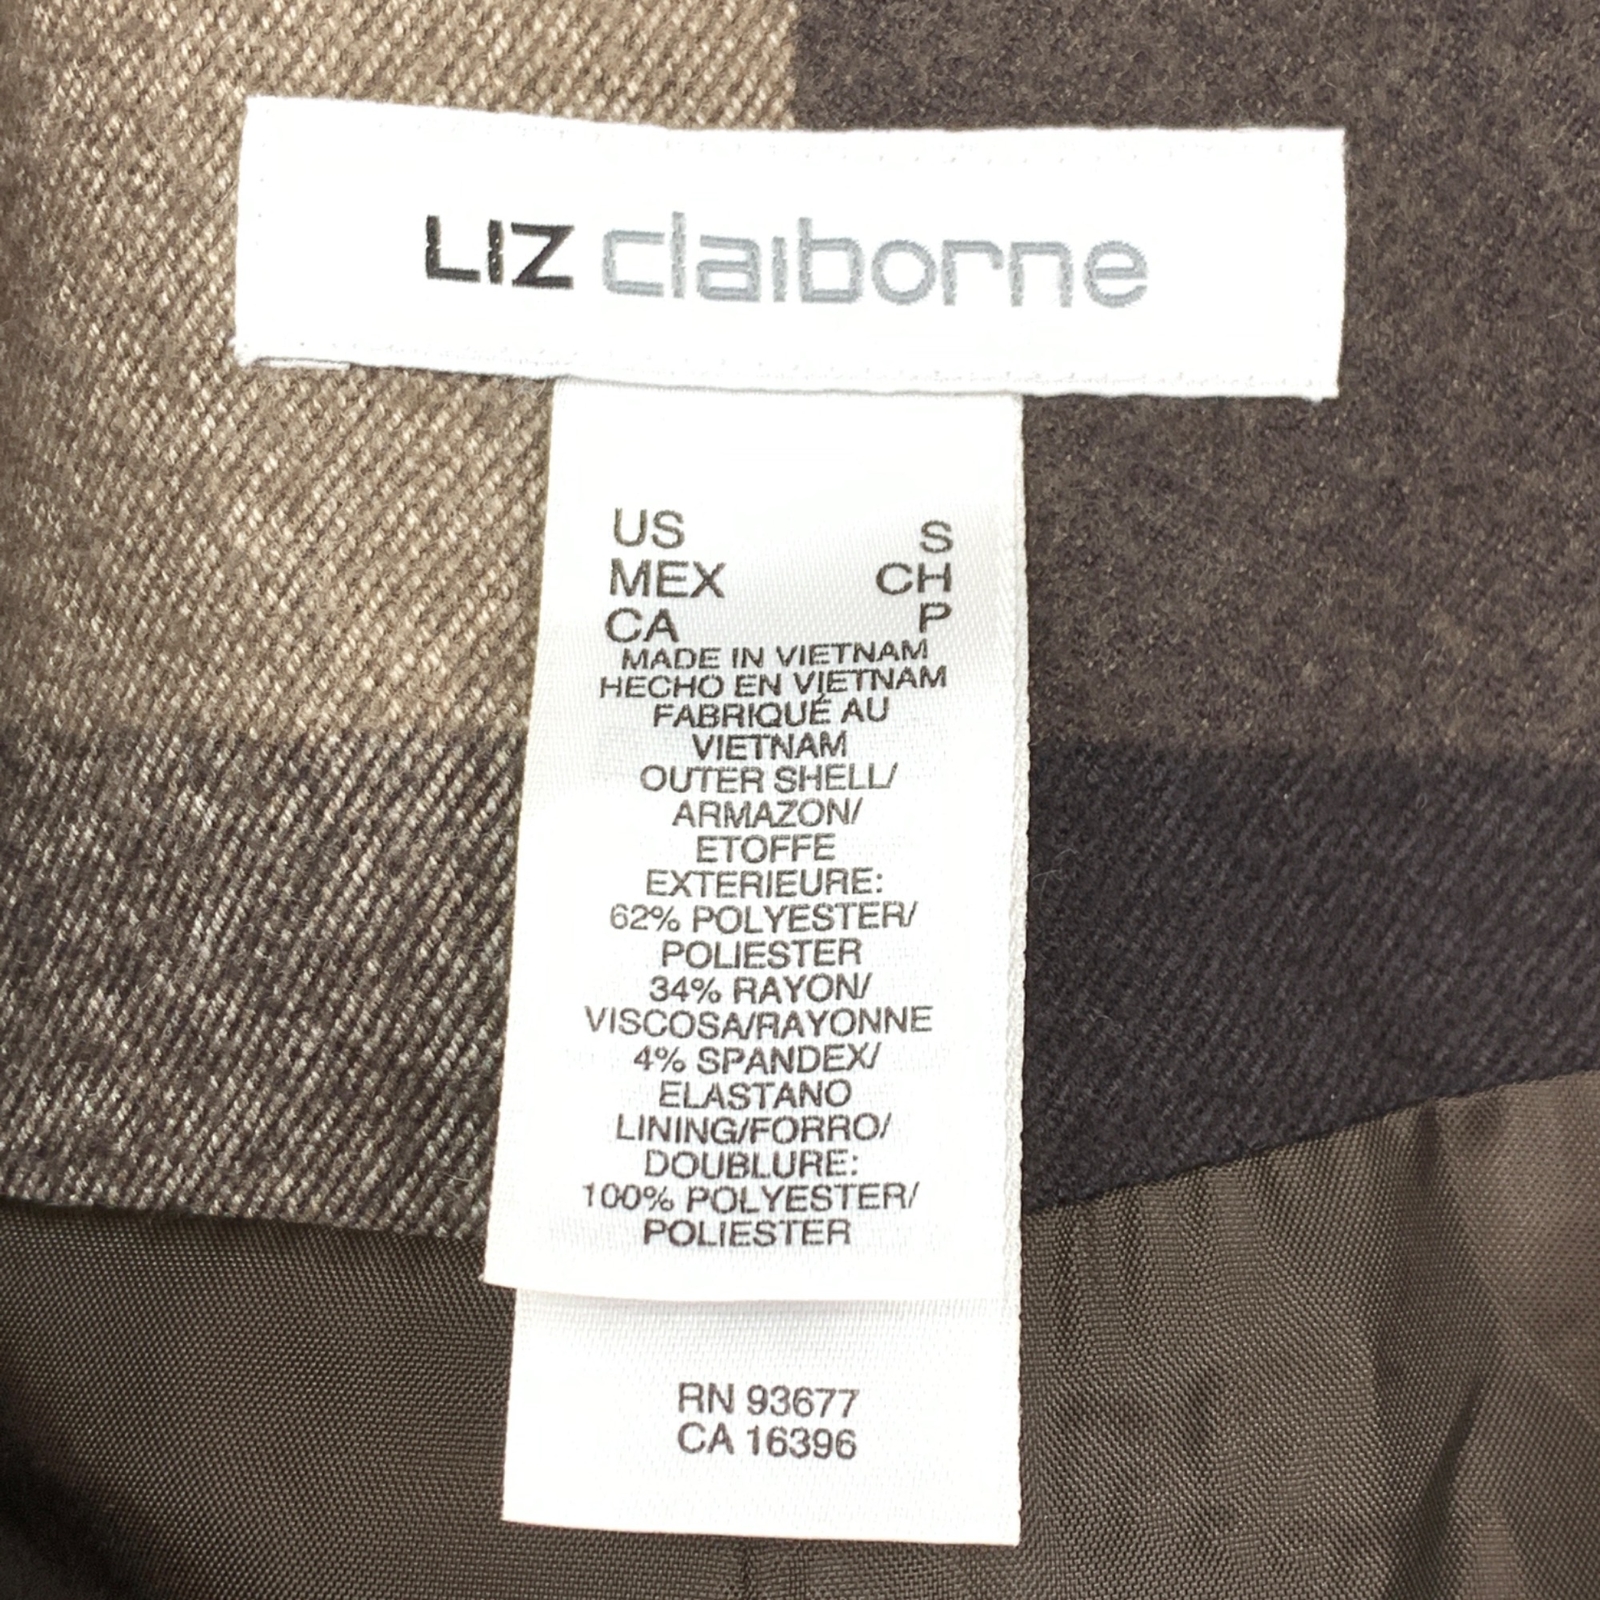 LIZ claiborne
US S
MEX CH
CA P
MADE IN VIETNAM
HECHO EN VIETNAM
FABRIQUÉ AU
VIETNAM
OUTER SHELL/
ARMAZON/
ETOFFE
EXTERIEURE:
62% POLYESTER/
POLIESTER
34% RAYON/
VISCOSA/RAYONNE
4% SPANDEX/
ELASTANO
LINING/FORRO/
DOUBLURE:
100% POLYESTER/
POLIESTER
RN 93677
CA 16396